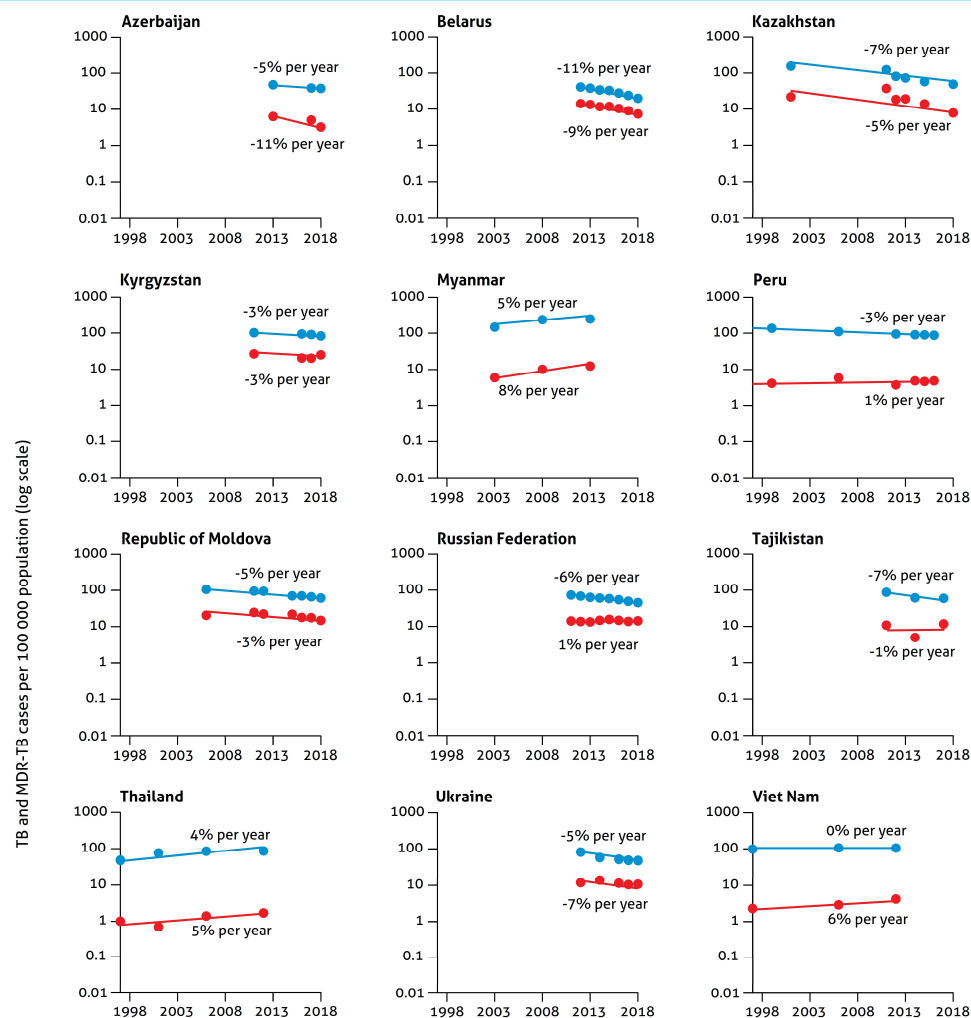 Azerbaijan
Belarus
Kazakhstan
1000
100
10
1
0.1
0.01
-5% per year
-11% per year
1998 2003 2008 2013 2018
1000
100
10
1
0.1
0.01
-11% per year
-9% per year
1998 2003 2008 2013 2018
1000
100
10
1
0.1
0.01
-7% per year
-5% per year
1998 2003 2008 2013 2018
Kyrgyzstan
Myanmar
Peru
1000
100
10
1
0.1
0.01
-3% per year
-3% per year
1998 2003 2008 2013 2018
1000
100
10
1
0.1
0.01
5% per year
8% per year
1998 2003 2008 2013 2018
1000
100
10
1
0.1
0.01
-3% per year
1% per year
1998 2003 2008 2013 2018
TB and MDR-TB cases per 100 000 population (log scale)
Republic of Moldova
Russian Federation
Tajikistan
1000
100
10
1
0.1
0.01
-5% per year
-3% per year
1998 2003 2008 2013 2018
1000
100
10
1
0.1
0.01
-6% per year
1% per year
1998 2003 2008 2013 2018
1000
100
10
1
0.1
0.01
-7% per year
-1% per year
1998 2003 2008 2013 2018
Thailand
Ukraine
Viet Nam
1000
100
10
1
0.1
0.01
4% per year
5% per year
1998 2003 2008 2013 2018
1000
100
10
1
0.1
0.01
-5% per year
-7% per year
1998 2003 2008 2013 2018
1000
100
10
1
0.1
0.01
0% per year
6% per year
1998 2003 2008 2013 2018